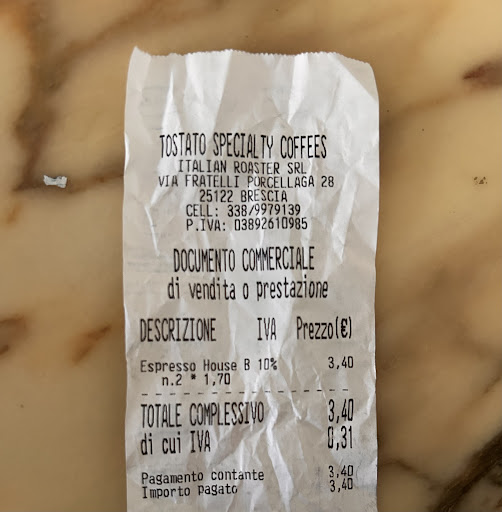 TOSTATO SPECIALTY COFFEES
ITALIAN ROASTER SRL
VIA FRATELLI PORCELLAGA 28
25122 BRESCIA
CELL: 338/9979139
P.IVA: 03892610985
DOCUMENTO COMMERCIALE
di vendita o prestazione
DESCRIZIONE IVA Prezzo(€)
Espresso House B 10% 3,40
n.2 * 1,70
TOTALE COMPLESSIVO 3,40
di cui IVA 0,31
Pagamento contante 3,40
Importo pagato 3,40